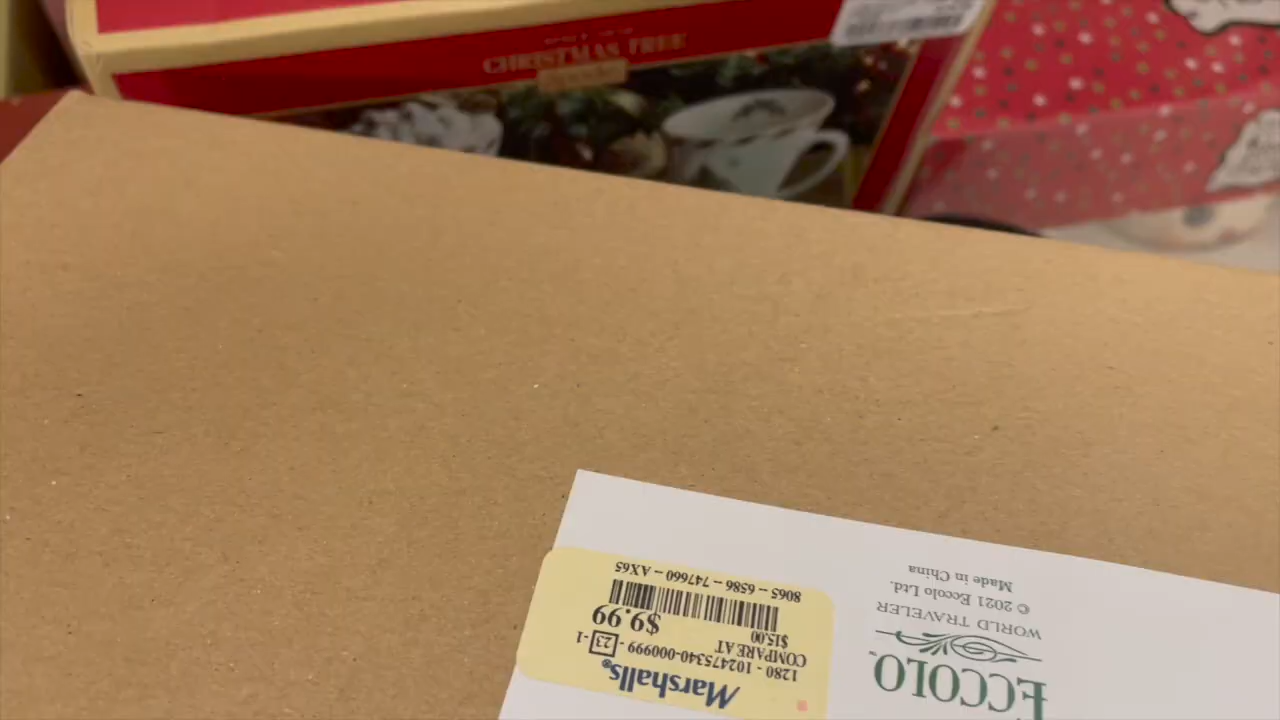 CHRISTMAS TREE
Marshalls®
1280 - 102475340-000999 - 23 -1
COMPARE AT
$15.00
$9.99
8065 - 6586 - 747660 - AX65
ECCOLO™
WORLD TRAVELER
© 2021 Eccolo Ltd.
Made in China